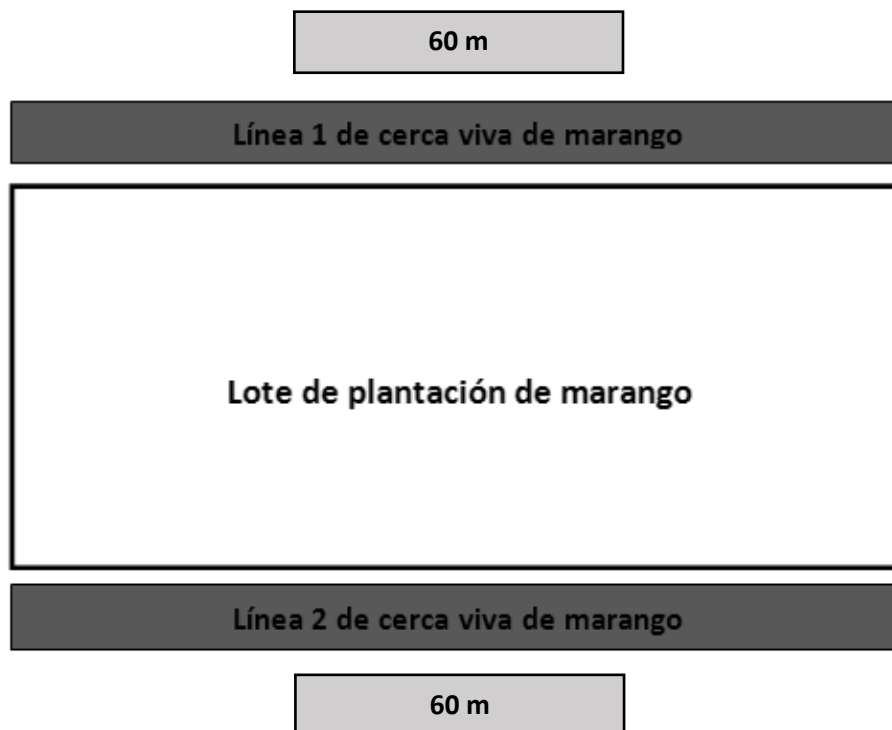 60 m
Línea 1 de cerca viva de marango
Lote de plantación de marango
Línea 2 de cerca viva de marango
60 m